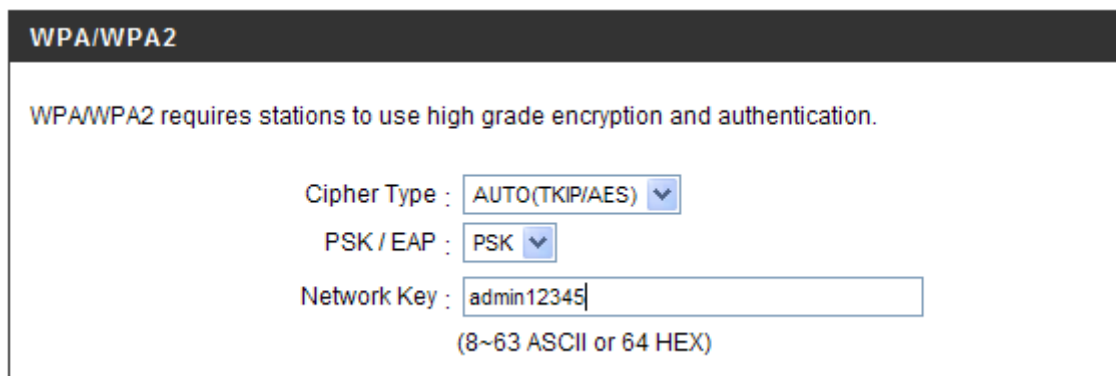 WPA/WPA2
WPA/WPA2 requires stations to use high grade encryption and authentication.
Cipher Type : AUTO(TKIP/AES)
PSK / EAP : PSK
Network Key : admin12345
(8~63 ASCII or 64 HEX)